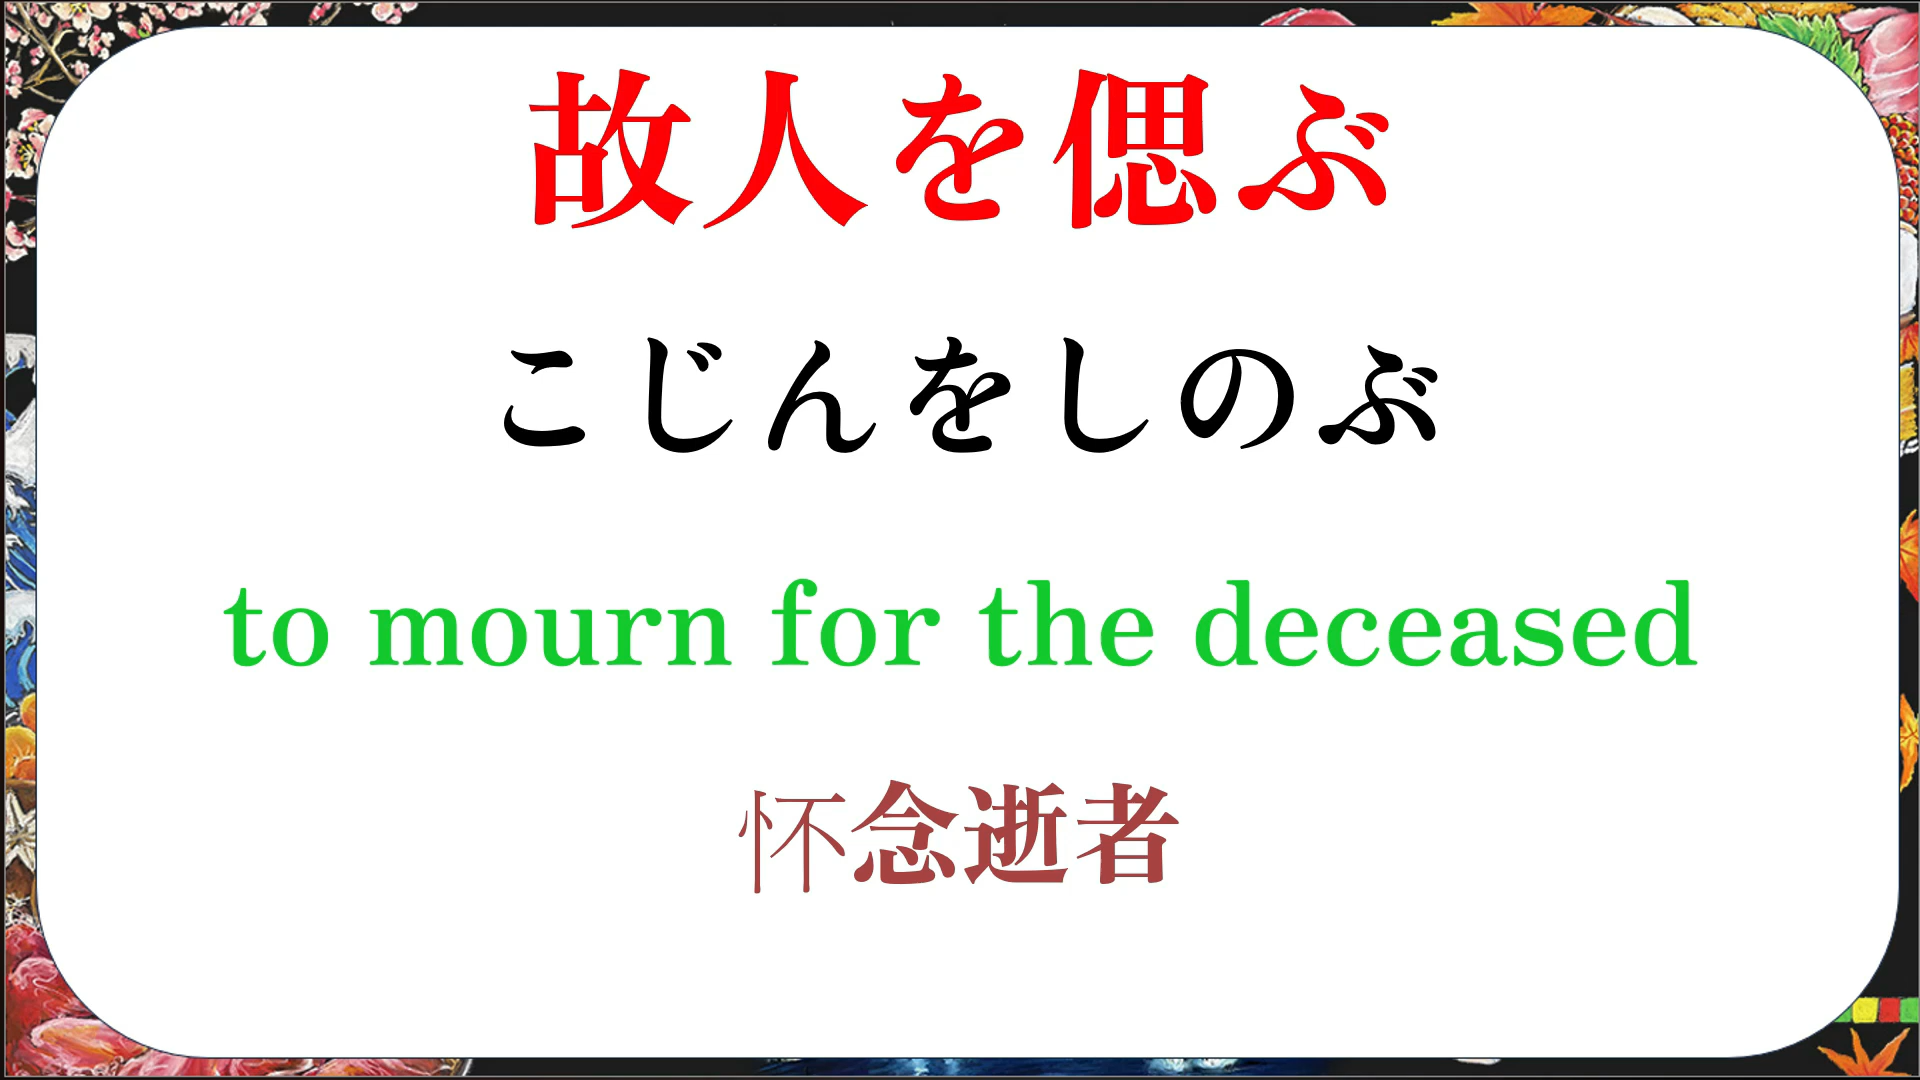 故人を偲ぶ
こじんをしのぶ
to mourn for the deceased
怀念逝者